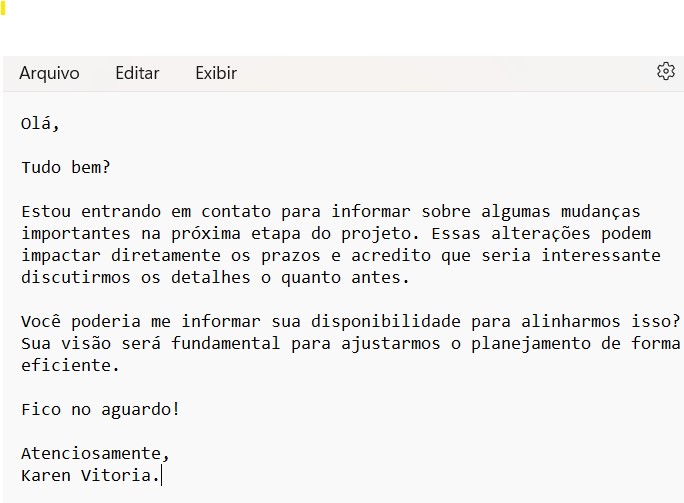 Arquivo Editar Exibir
Olá,
Tudo bem?
Estou entrando em contato para informar sobre algumas mudanças
importantes na próxima etapa do projeto. Essas alterações podem
impactar diretamente os prazos e acredito que seria interessante
discutirmos os detalhes o quanto antes.
Você poderia me informar sua disponibilidade para alinharmos isso?
Sua visão será fundamental para ajustarmos o planejamento de forma
eficiente.
Fico no aguardo!
Atenciosamente,
Karen Vitoria.